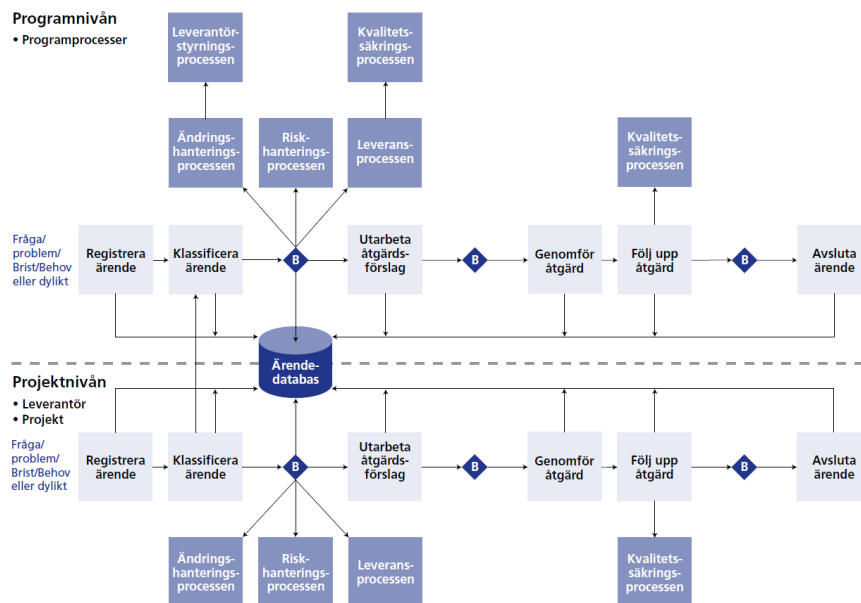 Programnivån
• Programprocesser
Leverantör-
styrnings-
processen
Kvalitets-
säkrings-
processen
Ändrings-
hanterings-
processen
Risk-
hanterings-
processen
Leverans-
processen
Kvalitets-
säkrings-
processen
Fråga/
problem/
Brist/Behov
eller dylikt
Registrera
ärende
Klassificera
ärende
B
Utarbeta
åtgärds-
förslag
B
Genomför
åtgärd
Följ upp
åtgärd
B
Avsluta
ärende
Ärende-
databas
Projektnivån
• Leverantör
• Projekt
Fråga/
problem/
Brist/Behov
eller dylikt
Registrera
ärende
Klassificera
ärende
B
Utarbeta
åtgärds-
förslag
B
Genomför
åtgärd
Följ upp
åtgärd
B
Avsluta
ärende
Ändrings-
hanterings-
processen
Risk-
hanterings-
processen
Leverans-
processen
Kvalitets-
säkrings-
processen